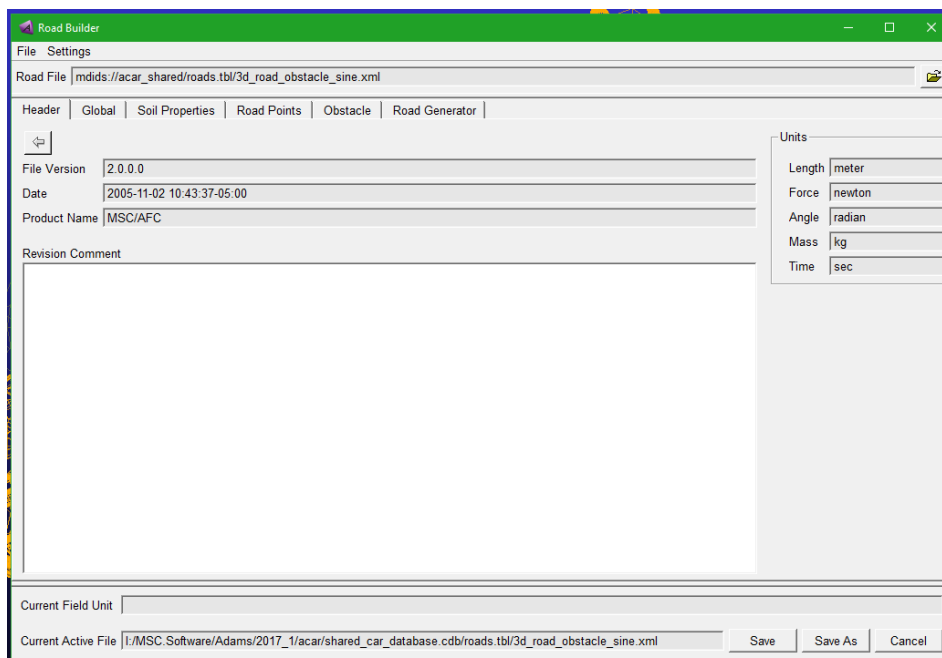 Road Builder
File Settings
Road File mdids://acar_shared/roads.tbl/3d_road_obstacle_sine.xml
Header Global Soil Properties Road Points Obstacle Road Generator
Units
File Version 2.0.0.0
Length meter
Date 2005-11-02 10:43:37-05:00
Force newton
Product Name MSC/AFC
Angle radian
Mass kg
Revision Comment
Time sec
Current Field Unit
Current Active File I:/MSC.Software/Adams/2017_1/acar/shared_car_database.cdb/roads.tbl/3d_road_obstacle_sine.xml Save Save As Cancel